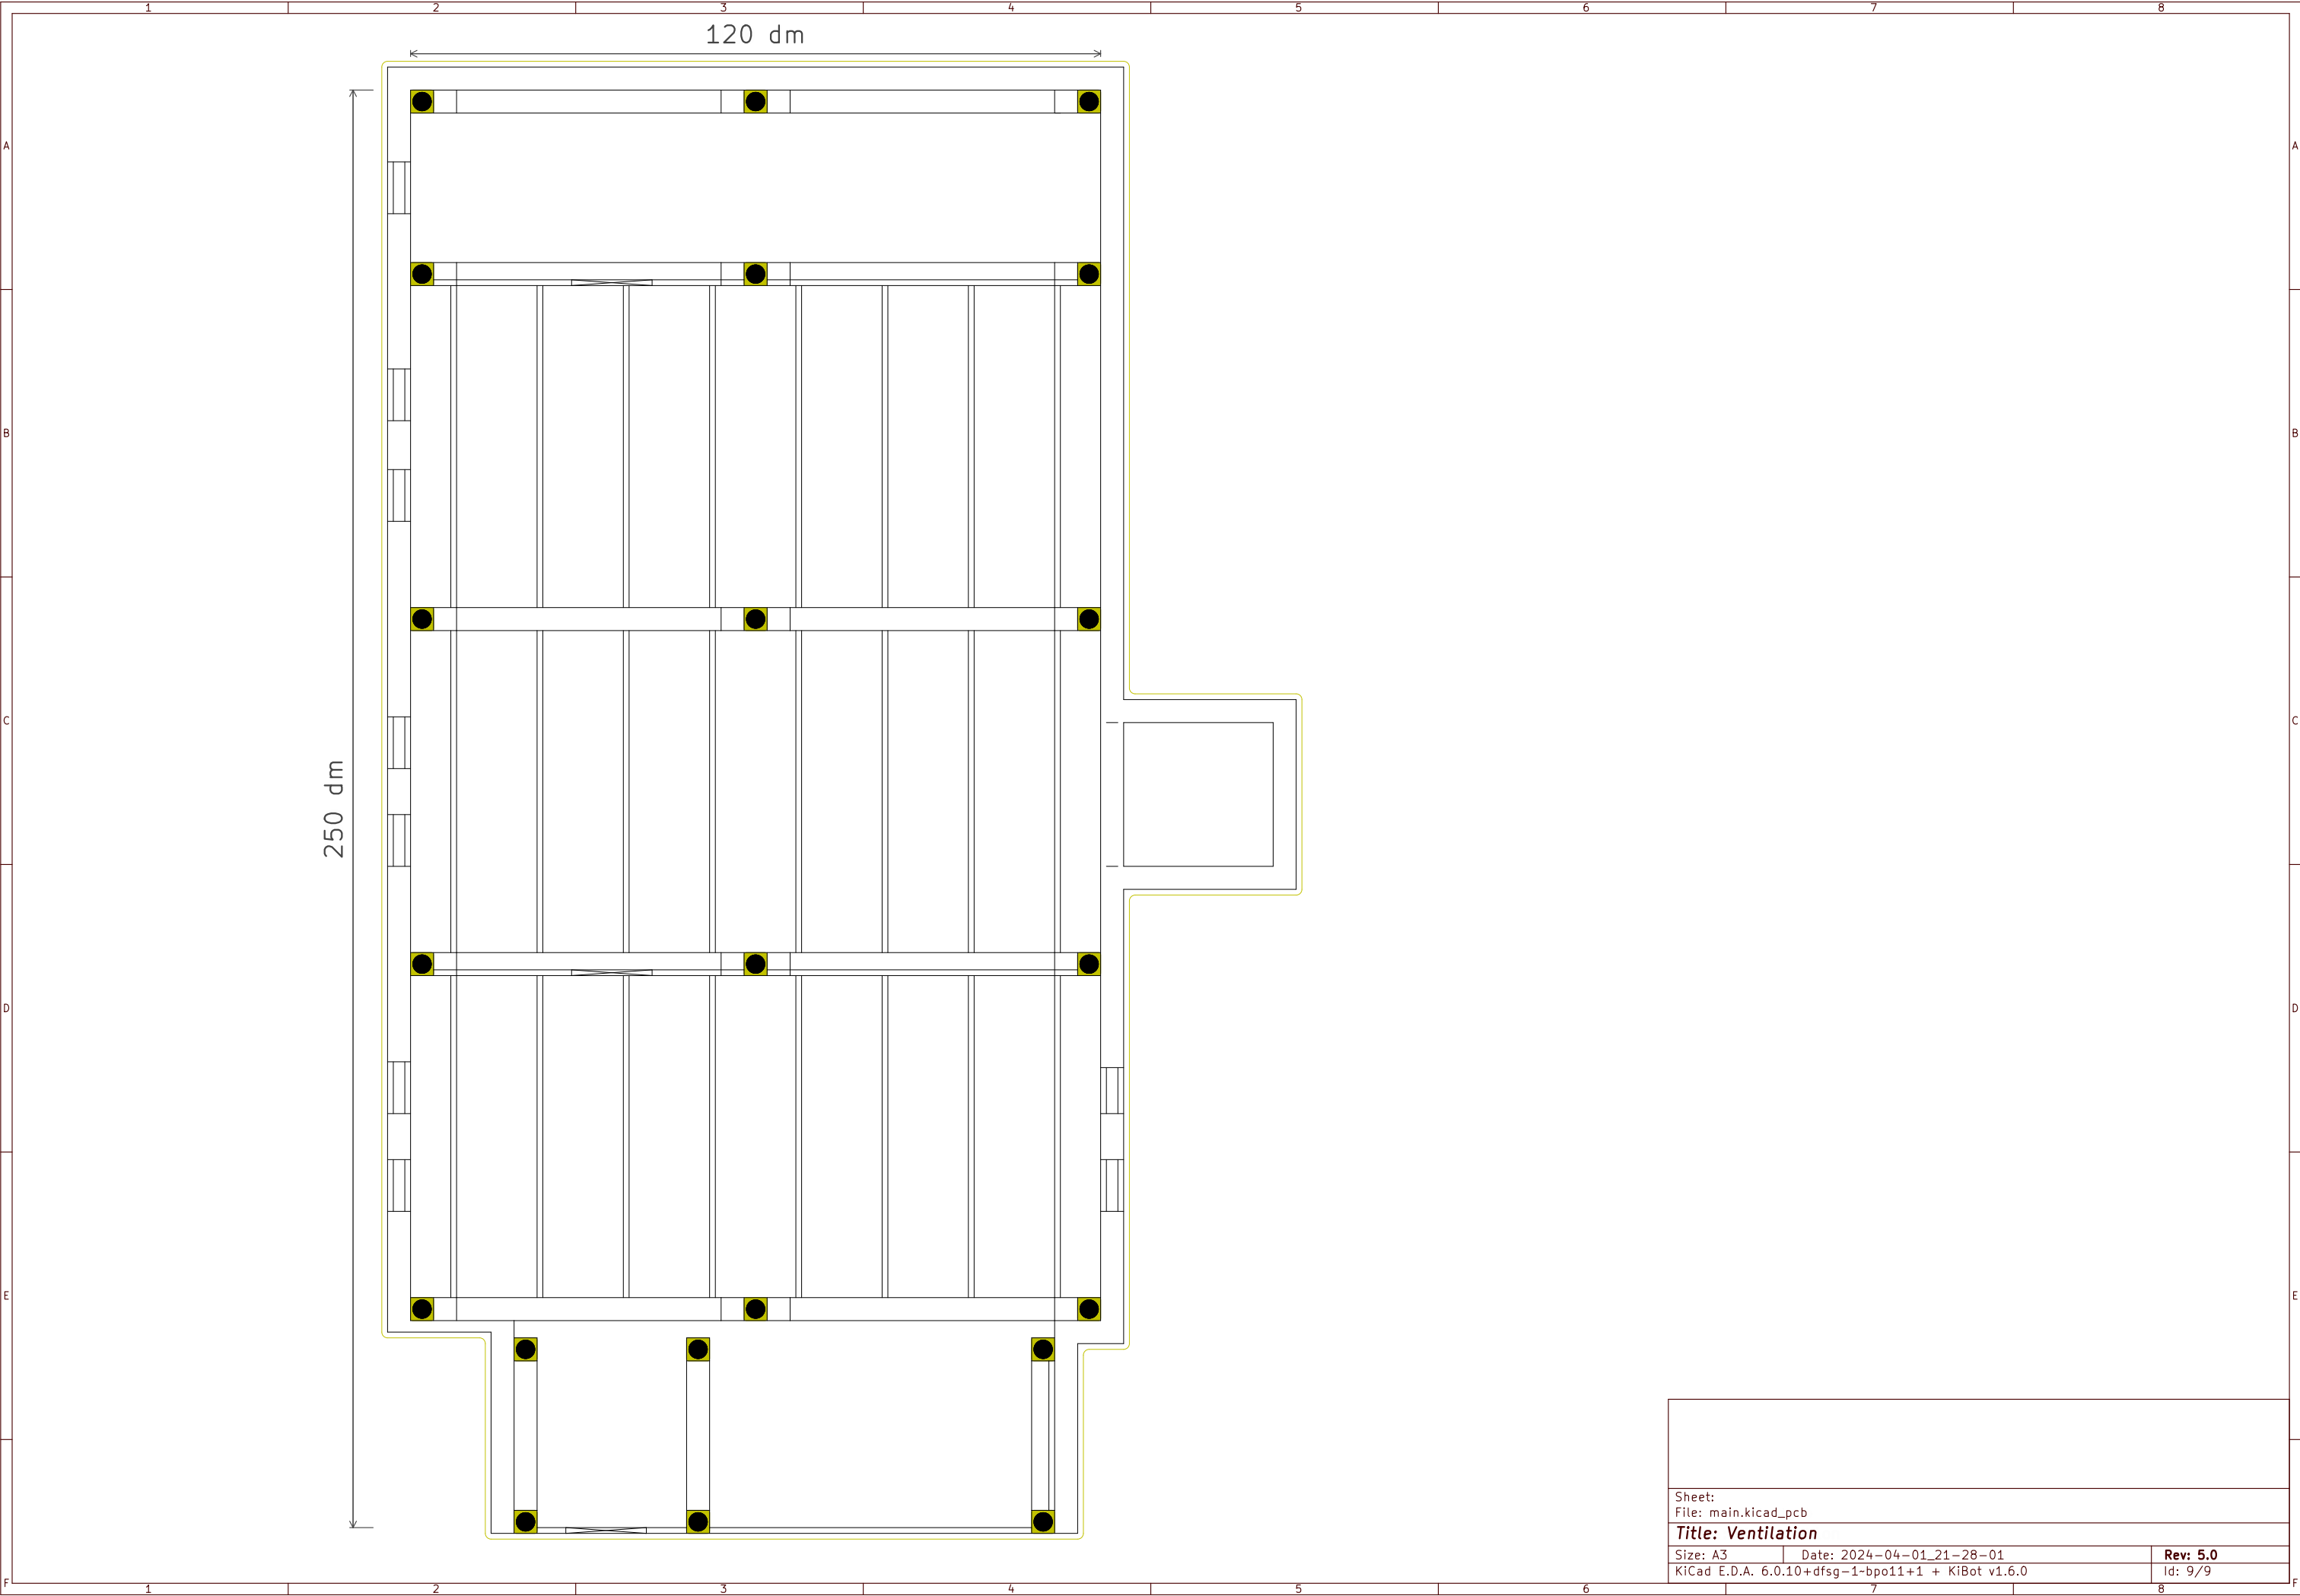 1 2 3 4 5 6 7 8
120 dm
A A
B B
C C
250 dm
D D
E E
Sheet:
File: main.kicad_pcb
Title: Ventilation
Size: A3 Date: 2024-04-01_21-28-01 Rev: 5.0
KiCad E.D.A. 6.0.10+dfsg-1~bpo11+1 + KiBot v1.6.0 Id: 9/9
F F
1 2 3 4 5 6 7 8